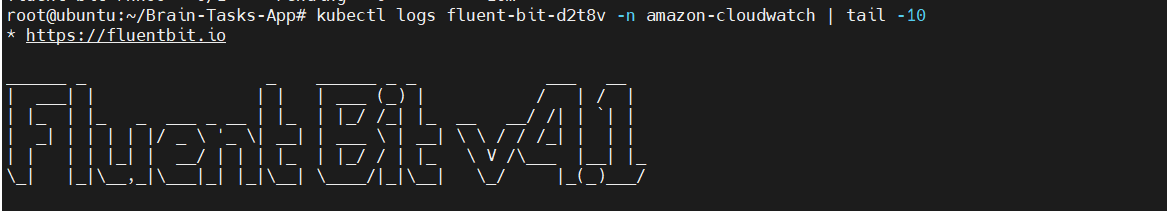 root@ubuntu:~/Brain-Tasks-App# kubectl logs fluent-bit-d2t8v -n amazon-cloudwatch | tail -10
* https://fluentbit.io
Fluent Bit v4.1